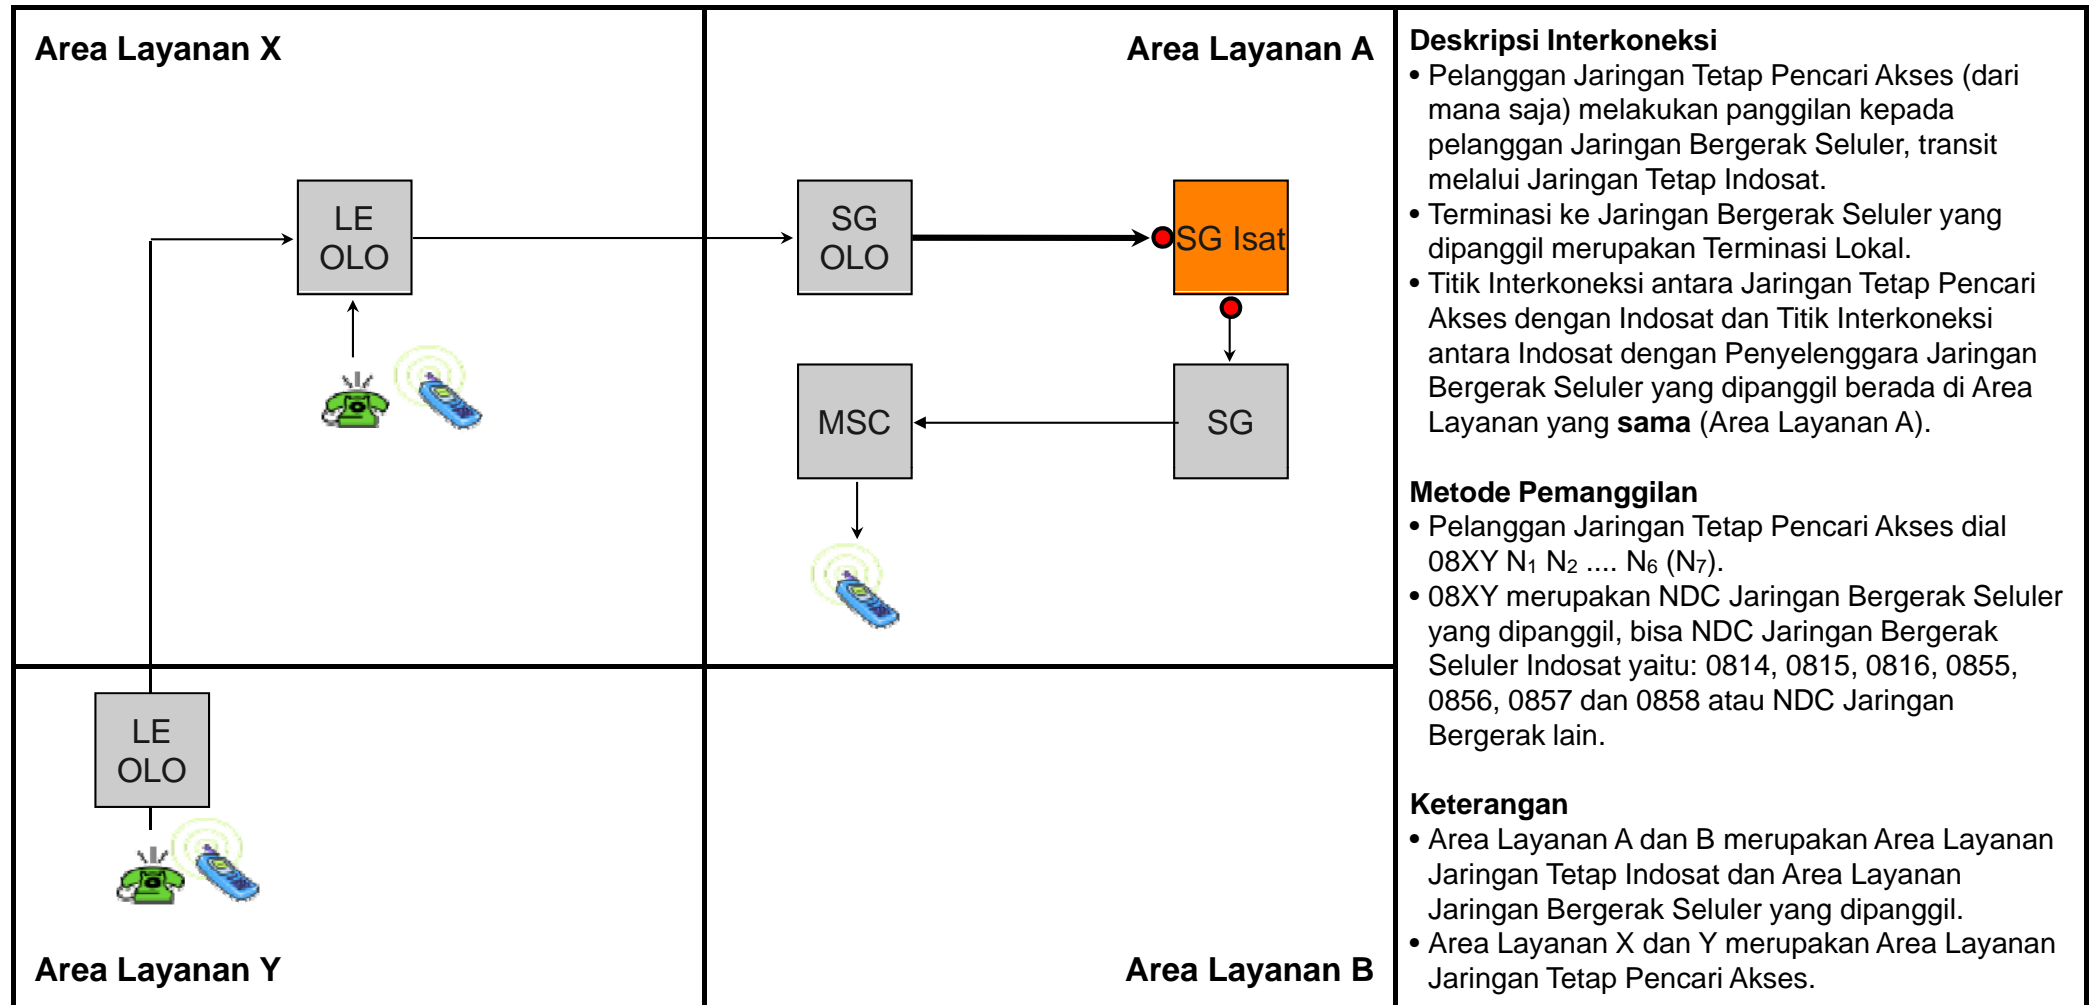 Area Layanan X
Area Layanan A
LE
OLO
SG
OLO
SG Isat
MSC
SG
LE
OLO
Area Layanan Y
Area Layanan B
Deskripsi Interkoneksi
• Pelanggan Jaringan Tetap Pencari Akses (dari
mana saja) melakukan panggilan kepada
pelanggan Jaringan Bergerak Seluler, transit
melalui Jaringan Tetap Indosat.
• Terminasi ke Jaringan Bergerak Seluler yang
dipanggil merupakan Terminasi Lokal.
• Titik Interkoneksi antara Jaringan Tetap Pencari
Akses dengan Indosat dan Titik Interkoneksi
antara Indosat dengan Penyelenggara Jaringan
Bergerak Seluler yang dipanggil berada di Area
Layanan yang sama (Area Layanan A).
Metode Pemanggilan
• Pelanggan Jaringan Tetap Pencari Akses dial
08XY N₁ N₂ .... N₆ (N₇).
• 08XY merupakan NDC Jaringan Bergerak Seluler
yang dipanggil, bisa NDC Jaringan Bergerak
Seluler Indosat yaitu: 0814, 0815, 0816, 0855,
0856, 0857 dan 0858 atau NDC Jaringan
Bergerak lain.
Keterangan
• Area Layanan A dan B merupakan Area Layanan
Jaringan Tetap Indosat dan Area Layanan
Jaringan Bergerak Seluler yang dipanggil.
• Area Layanan X dan Y merupakan Area Layanan
Jaringan Tetap Pencari Akses.